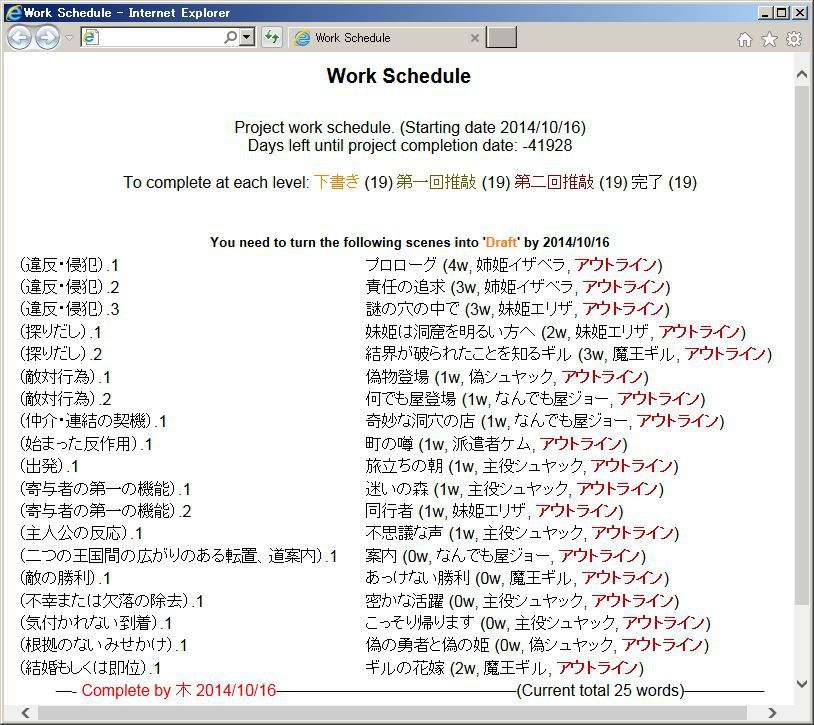 Work Schedule - Internet Explorer
Work Schedule
Work Schedule
Project work schedule. (Starting date 2014/10/16)
Days left until project completion date: -41928
To complete at each level: 下書き (19) 第一回推敲 (19) 第二回推敲 (19) 完了 (19)
You need to turn the following scenes into 'Draft' by 2014/10/16
(違反・侵犯).1 プロローグ (4w, 姉姫イザベラ, アウトライン)
(違反・侵犯).2 責任の追求 (3w, 姉姫イザベラ, アウトライン)
(違反・侵犯).3 謎の穴の中で (3w, 妹姫エリザ, アウトライン)
(探りだし).1 妹姫は洞窟を明るい方へ (2w, 妹姫エリザ, アウトライン)
(探りだし).2 結界が破られたことを知るギル (3w, 魔王ギル, アウトライン)
(敵対行為).1 偽物登場 (1w, 偽シュヤック, アウトライン)
(敵対行為).2 何でも屋登場 (1w, なんでも屋ジョー, アウトライン)
(仲介・連結の契機).1 奇妙な洞穴の店 (1w, なんでも屋ジョー, アウトライン)
(始まった反作用).1 町の噂 (1w, 派遣者ケム, アウトライン)
(出発).1 旅立ちの朝 (1w, 主役シュヤック, アウトライン)
(寄与者の第一の機能).1 迷いの森 (1w, 主役シュヤック, アウトライン)
(寄与者の第一の機能).2 同行者 (1w, 妹姫エリザ, アウトライン)
(主人公の反応).1 不思議な声 (1w, 主役シュヤック, アウトライン)
(二つの王国間の広がりのある転置、道案内).1 案内 (0w, なんでも屋ジョー, アウトライン)
(敵の勝利).1 あっけない勝利 (0w, 魔王ギル, アウトライン)
(不幸または欠落の除去).1 密かな活躍 (0w, 主役シュヤック, アウトライン)
(気付かれない到着).1 こっそり帰ります (0w, 主役シュヤック, アウトライン)
(根拠のないみせかけ).1 偽の勇者と偽の姫 (0w, 偽シュヤック, アウトライン)
(結婚もしくは即位).1 ギルの花嫁 (2w, 魔王ギル, アウトライン)
— Complete by 木 2014/10/16————(Current total 25 words)————